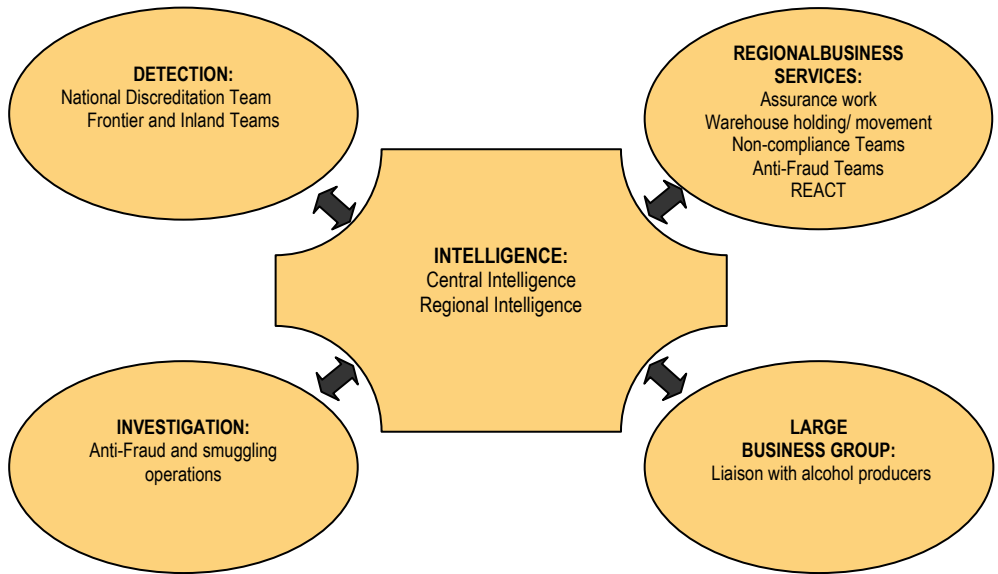 DETECTION:
National Discreditation Team
Frontier and Inland Teams
REGIONALBUSINESS
SERVICES:
Assurance work
Warehouse holding/ movement
Non-compliance Teams
Anti-Fraud Teams
REACT
INTELLIGENCE:
Central Intelligence
Regional Intelligence
INVESTIGATION:
Anti-Fraud and smuggling
operations
LARGE
BUSINESS GROUP:
Liaison with alcohol producers